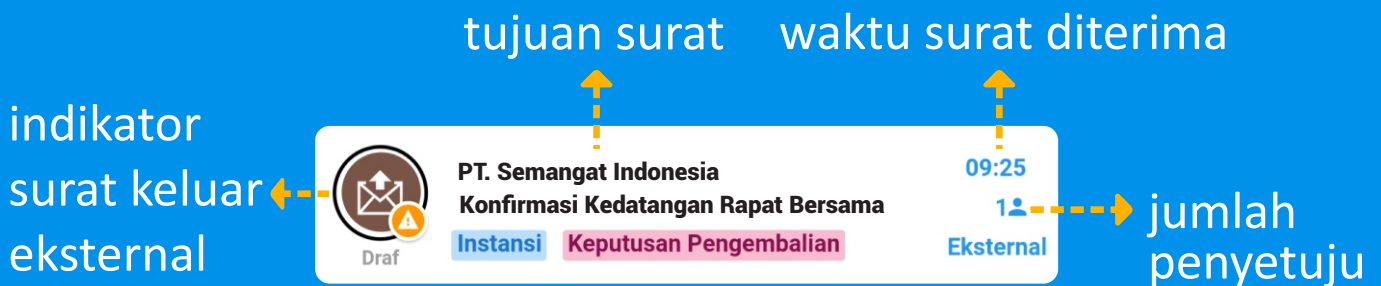 tujuan surat
waktu surat diterima
indikator
surat keluar
eksternal
PT. Semangat Indonesia
09:25
Konfirmasi Kedatangan Rapat Bersama
1
Instansi
Keputusan Pengembalian
Eksternal
Draf
jumlah
penyetuju